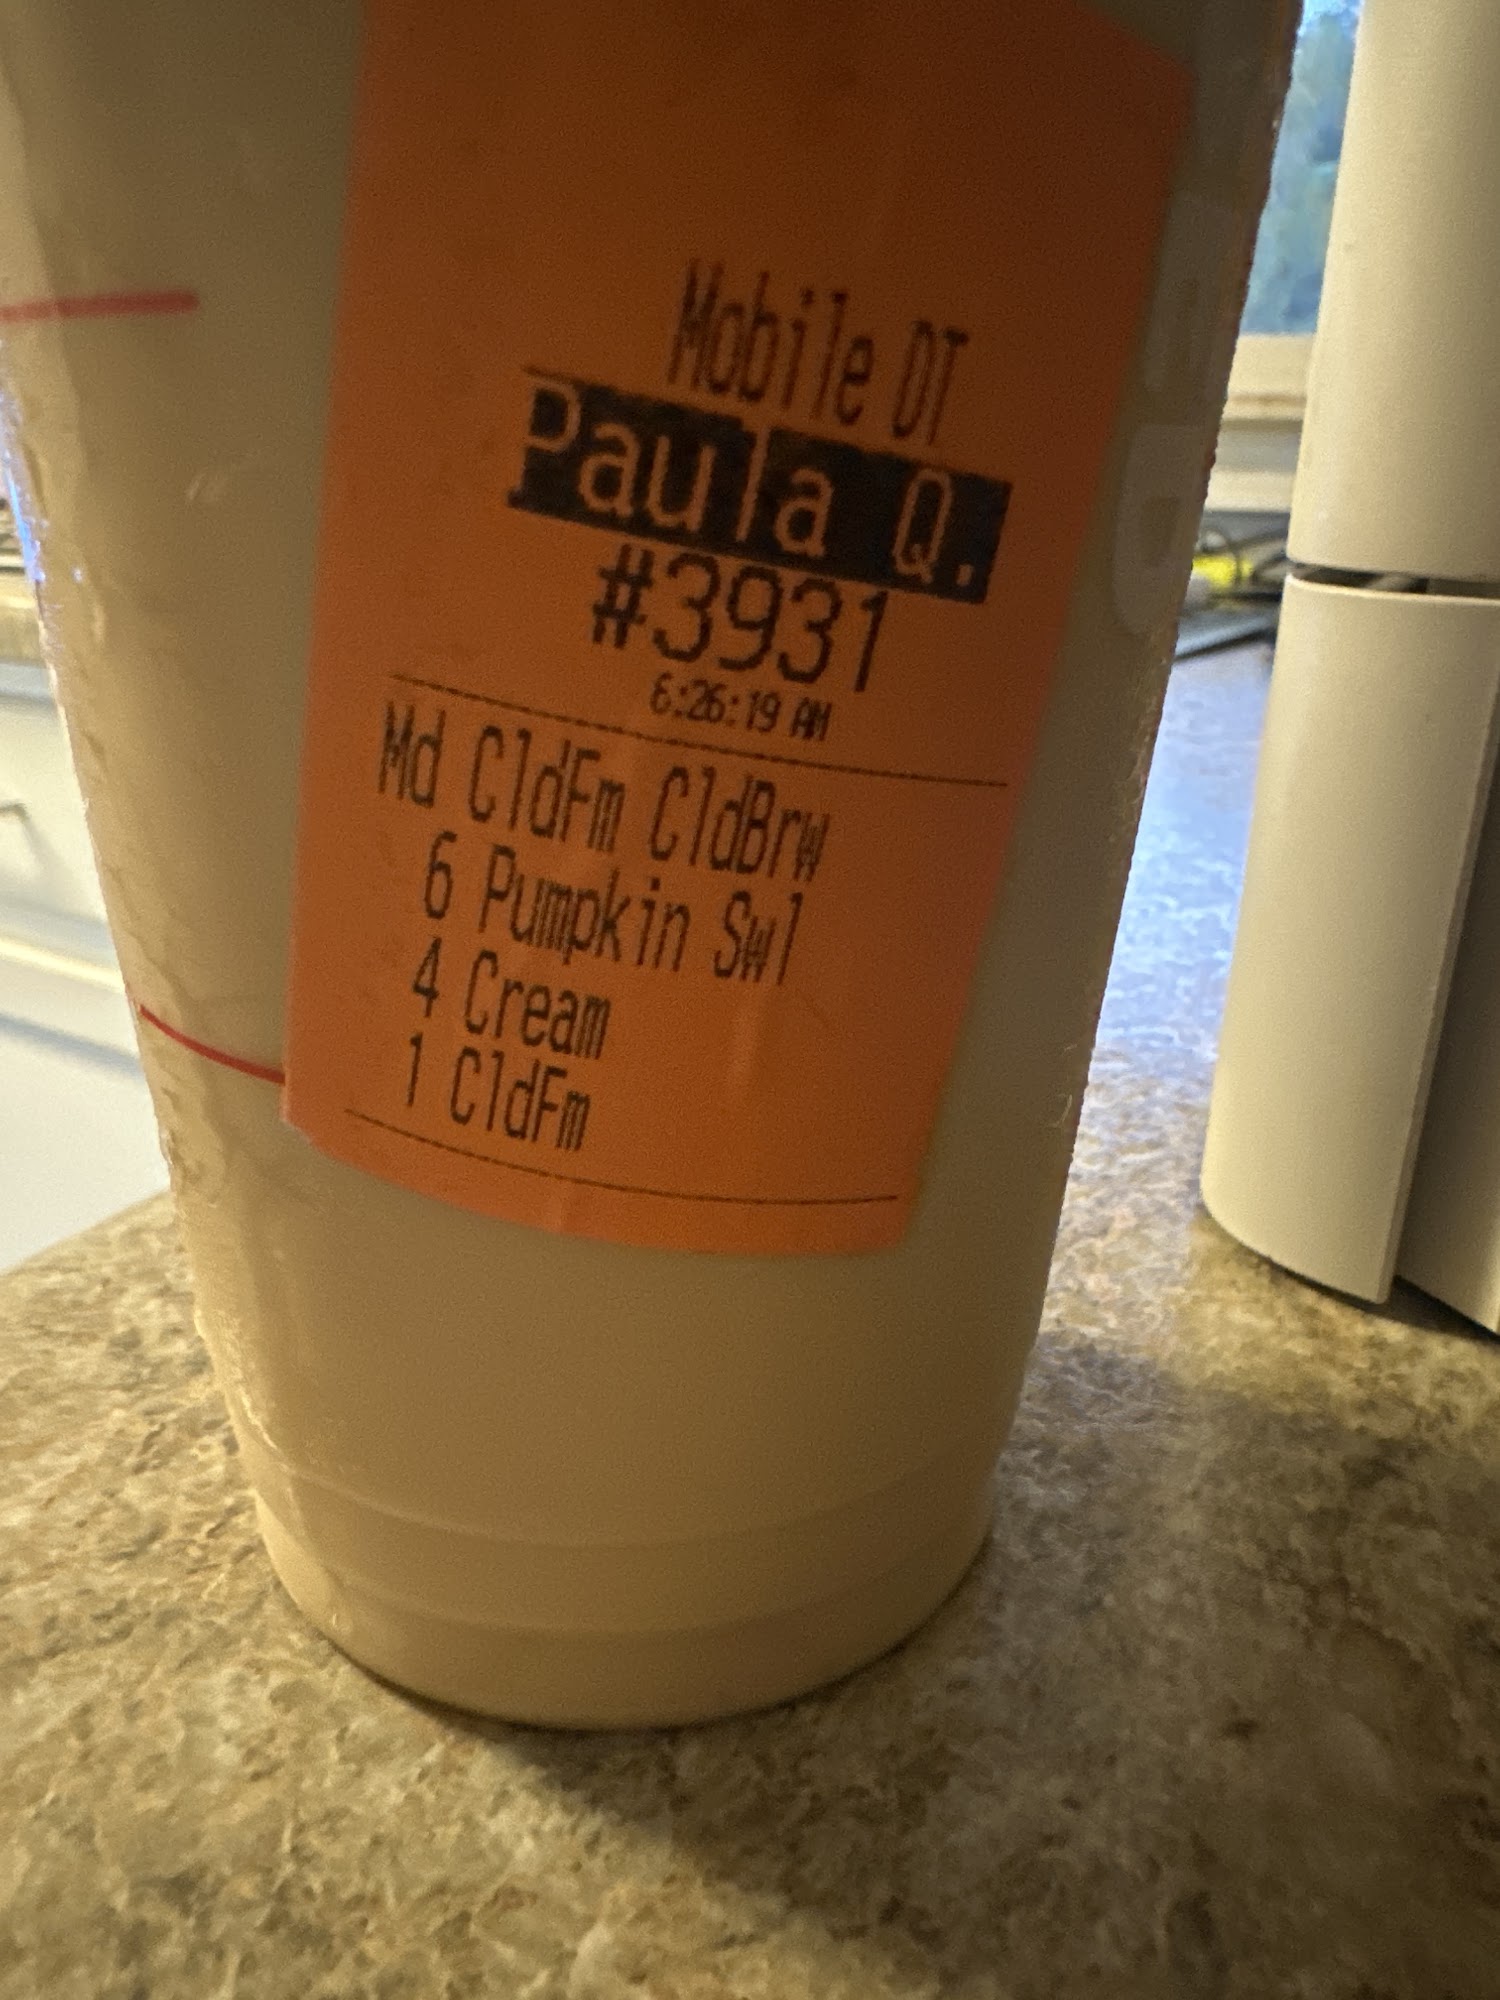 Mobile DT
Paula Q.
#3931
6:26:19 AM
Md CldFm CldBrw
6 Pumpkin Swl
4 Cream
1 CldFm